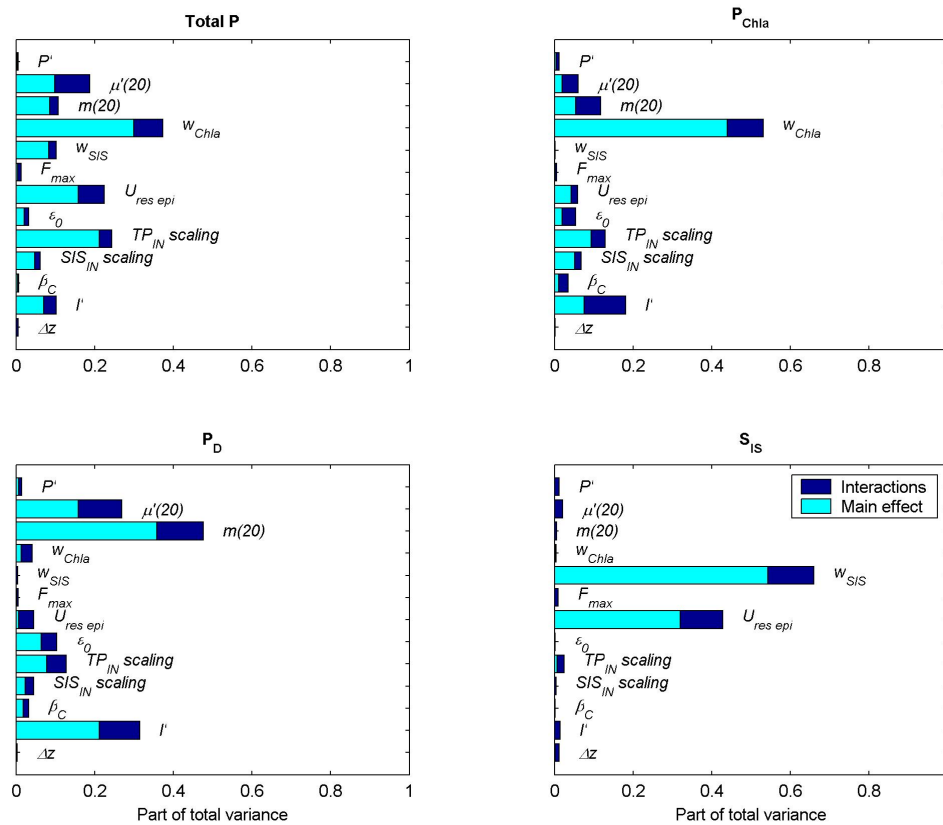 Total P
P'
μ'(20)
m(20)
w_Chla
w_SIS
F_max
U_res epi
ε_0
TP_IN scaling
SIS_IN scaling
β_C
I'
Δz
0 0.2 0.4 0.6 0.8 1
P_Chla
P'
μ'(20)
m(20)
w_Chla
w_SIS
F_max
U_res epi
ε_0
TP_IN scaling
SIS_IN scaling
β_C
I'
Δz
0 0.2 0.4 0.6 0.8
P_D
P'
μ'(20)
m(20)
w_Chla
w_SIS
F_max
U_res epi
ε_0
TP_IN scaling
SIS_IN scaling
β_C
I'
Δz
0 0.2 0.4 0.6 0.8 1
Part of total variance
S_IS
Interactions
Main effect
P'
μ'(20)
m(20)
w_Chla
w_SIS
F_max
U_res epi
ε_0
TP_IN scaling
SIS_IN scaling
β_C
I'
Δz
0 0.2 0.4 0.6 0.8
Part of total variance